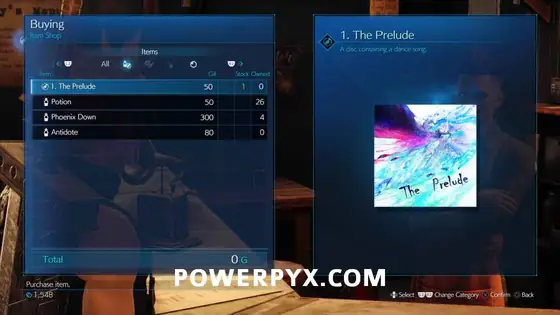 Buying
Item Shop
Items
All
Item Gil Stock Owned
1. The Prelude 50 1 0
Potion 50 26
Phoenix Down 300 4
Antidote 80 0
Total 0 G
Purchase item.
1,548
1. The Prelude
A disc containing a dance song.
The Prelude
POWERPYX.COM
Select Change Category Confirm Back